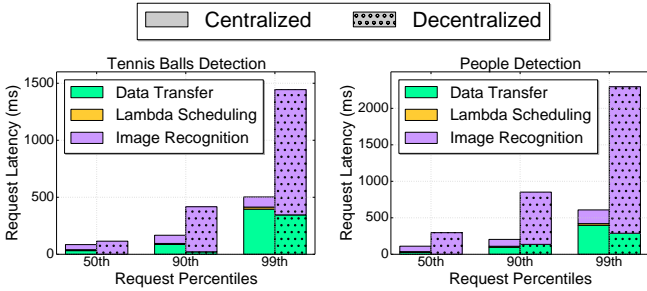 Centralized Decentralized
Tennis Balls Detection
Request Latency (ms)
1500
1000
500
0
Data Transfer
Lambda Scheduling
Image Recognition
50th 90th 99th
Request Percentiles
People Detection
Request Latency (ms)
2000
1500
1000
500
0
Data Transfer
Lambda Scheduling
Image Recognition
50th 90th 99th
Request Percentiles